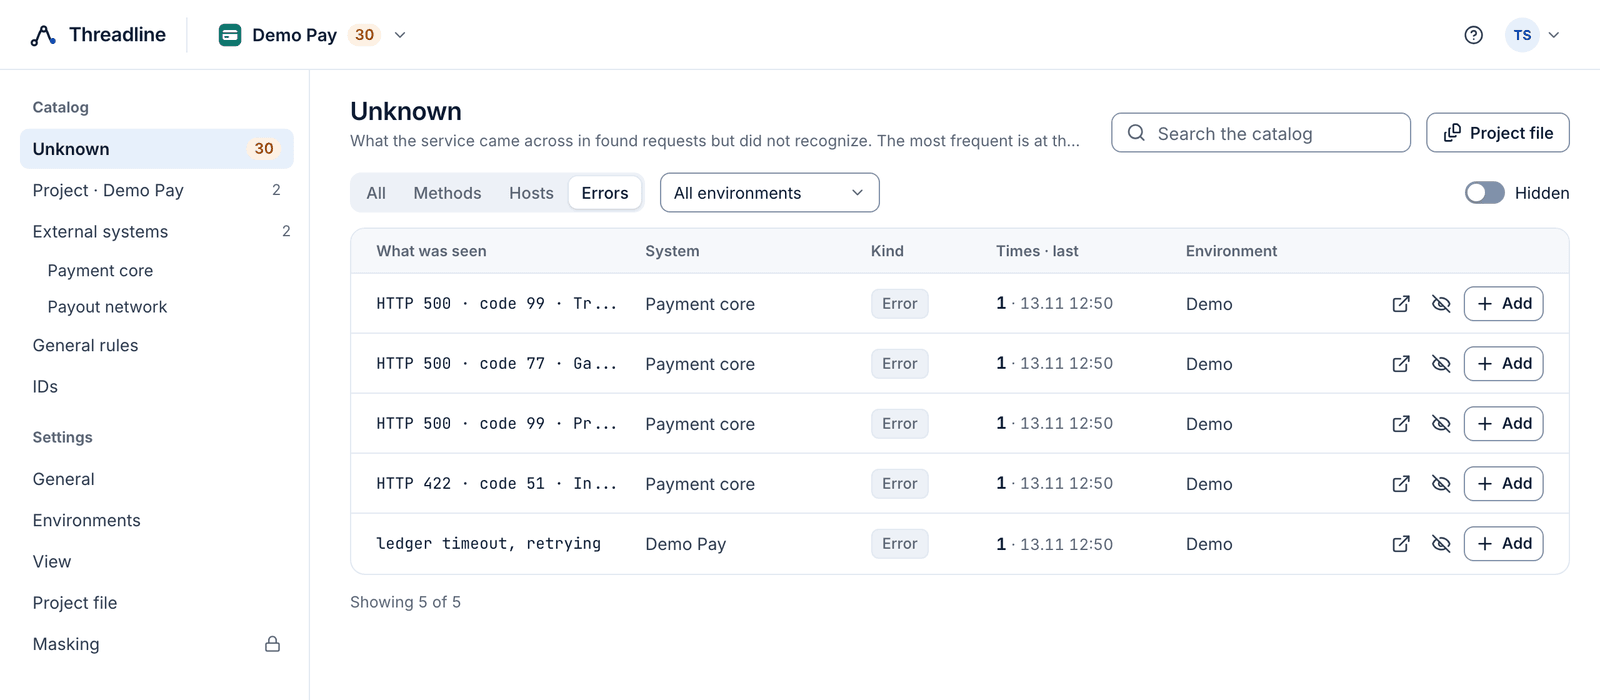 Threadline
Demo Pay 30
TS
Catalog
Unknown 30
Project · Demo Pay 2
External systems 2
Payment core
Payout network
General rules
IDs
Settings
General
Environments
View
Project file
Masking
Unknown
What the service came across in found requests but did not recognize. The most frequent is at th...
Search the catalog
Project file
All Methods Hosts Errors
All environments
Hidden
What was seen System Kind Times · last Environment
HTTP 500 · code 99 · Tr... Payment core Error 1 · 13.11 12:50 Demo Add
HTTP 500 · code 77 · Ga... Payment core Error 1 · 13.11 12:50 Demo Add
HTTP 500 · code 99 · Pr... Payment core Error 1 · 13.11 12:50 Demo Add
HTTP 422 · code 51 · In... Payment core Error 1 · 13.11 12:50 Demo Add
ledger timeout, retrying Demo Pay Error 1 · 13.11 12:50 Demo Add
Showing 5 of 5